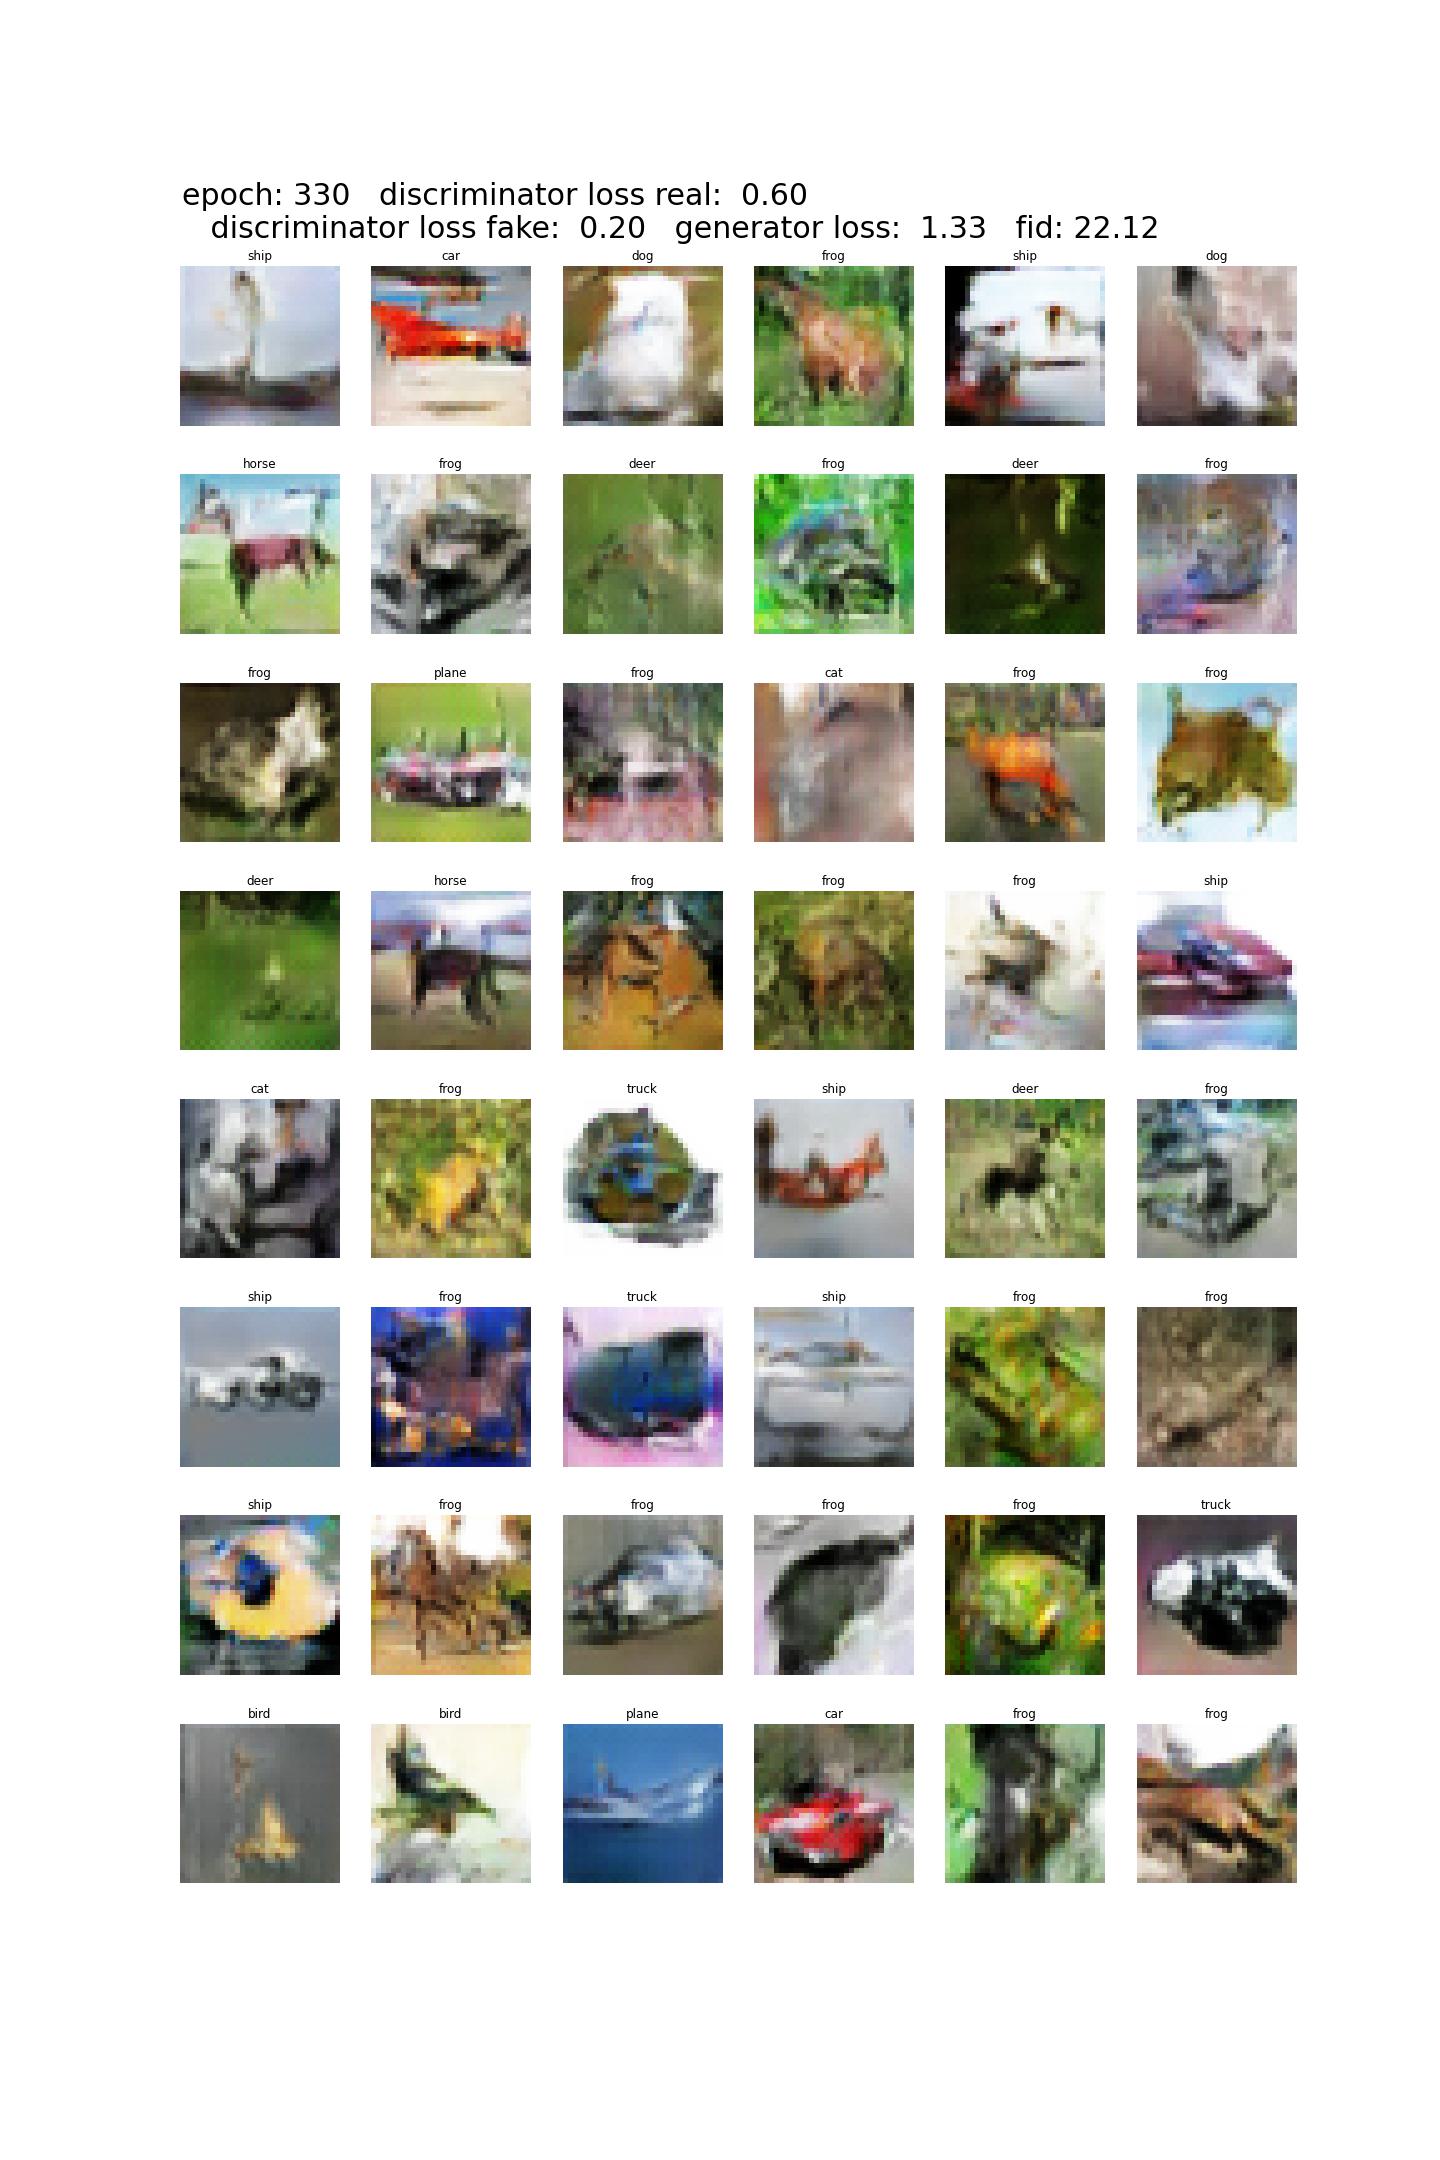 epoch: 330 discriminator loss real: 0.60
discriminator loss fake: 0.20 generator loss: 1.33 fid: 22.12
ship car dog frog ship dog
horse frog deer frog deer frog
frog plane frog cat frog frog
deer horse frog frog frog ship
cat frog truck ship deer frog
ship frog truck ship frog frog
ship frog frog frog frog truck
bird bird plane car frog frog